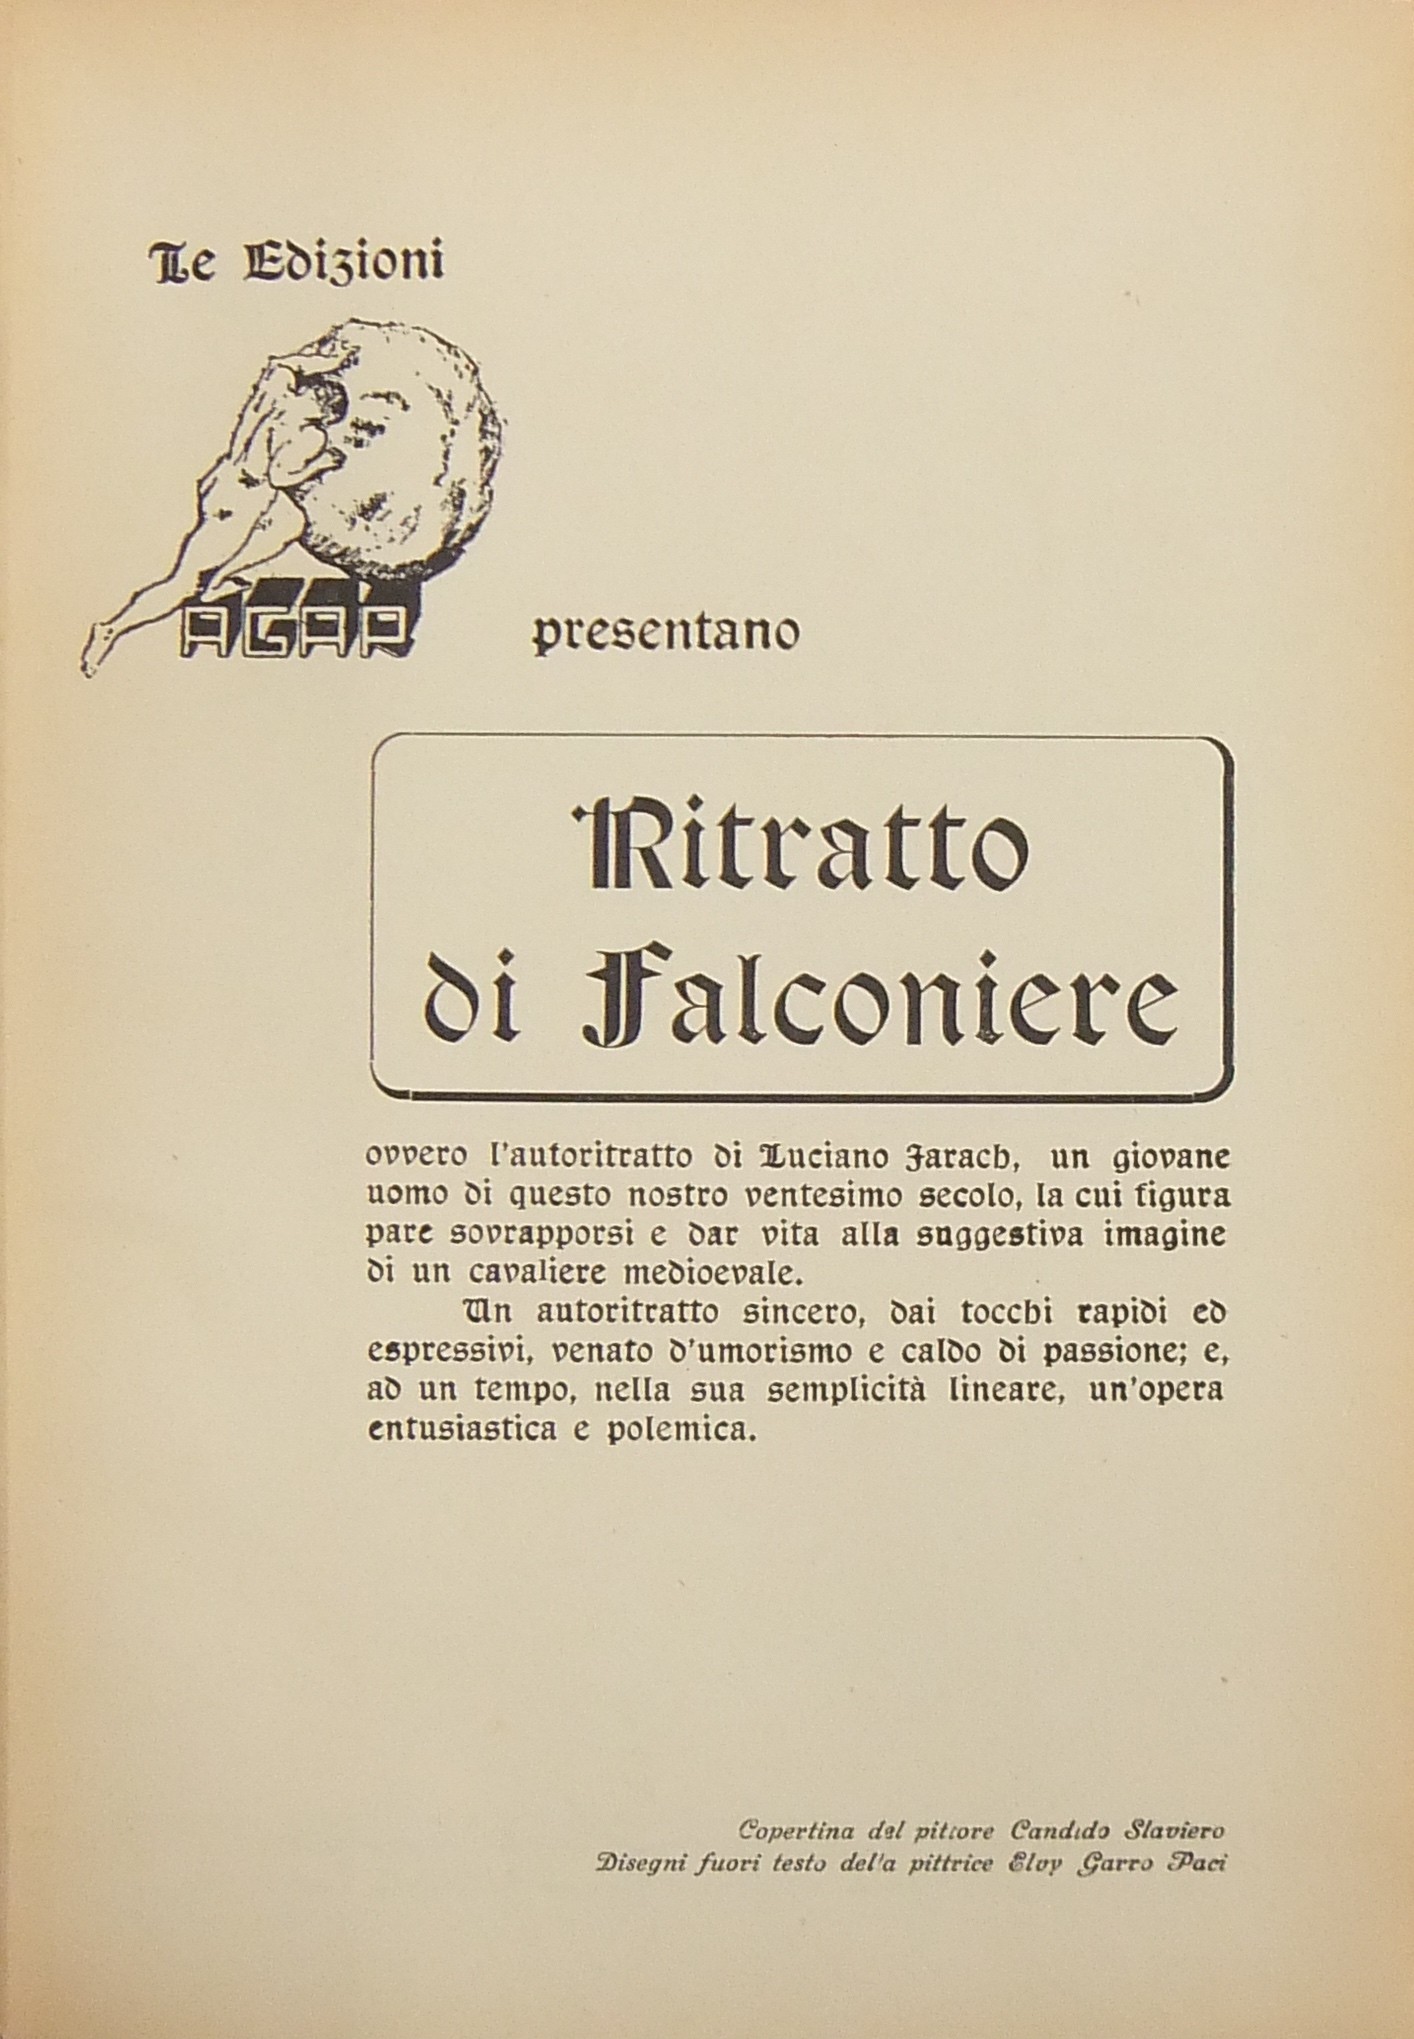 Le Edizioni
AGAR
presentano
Ritratto
di Falconiere
ovvero l'autoritratto di Luciano Jarach, un giovane
uomo di questo nostro ventesimo secolo, la cui figura
pare sovrapporsi e dar vita alla suggestiva imagine
di un cavaliere medioevale.
Un autoritratto sincero, dai tocchi rapidi ed
espressivi, venato d'umorismo e caldo di passione; e,
ad un tempo, nella sua semplicità lineare, un'opera
entusiastica e polemica.
Copertina del pittore Candido Slaviero
Disegni fuori testo della pittrice Eloy Garro Paci